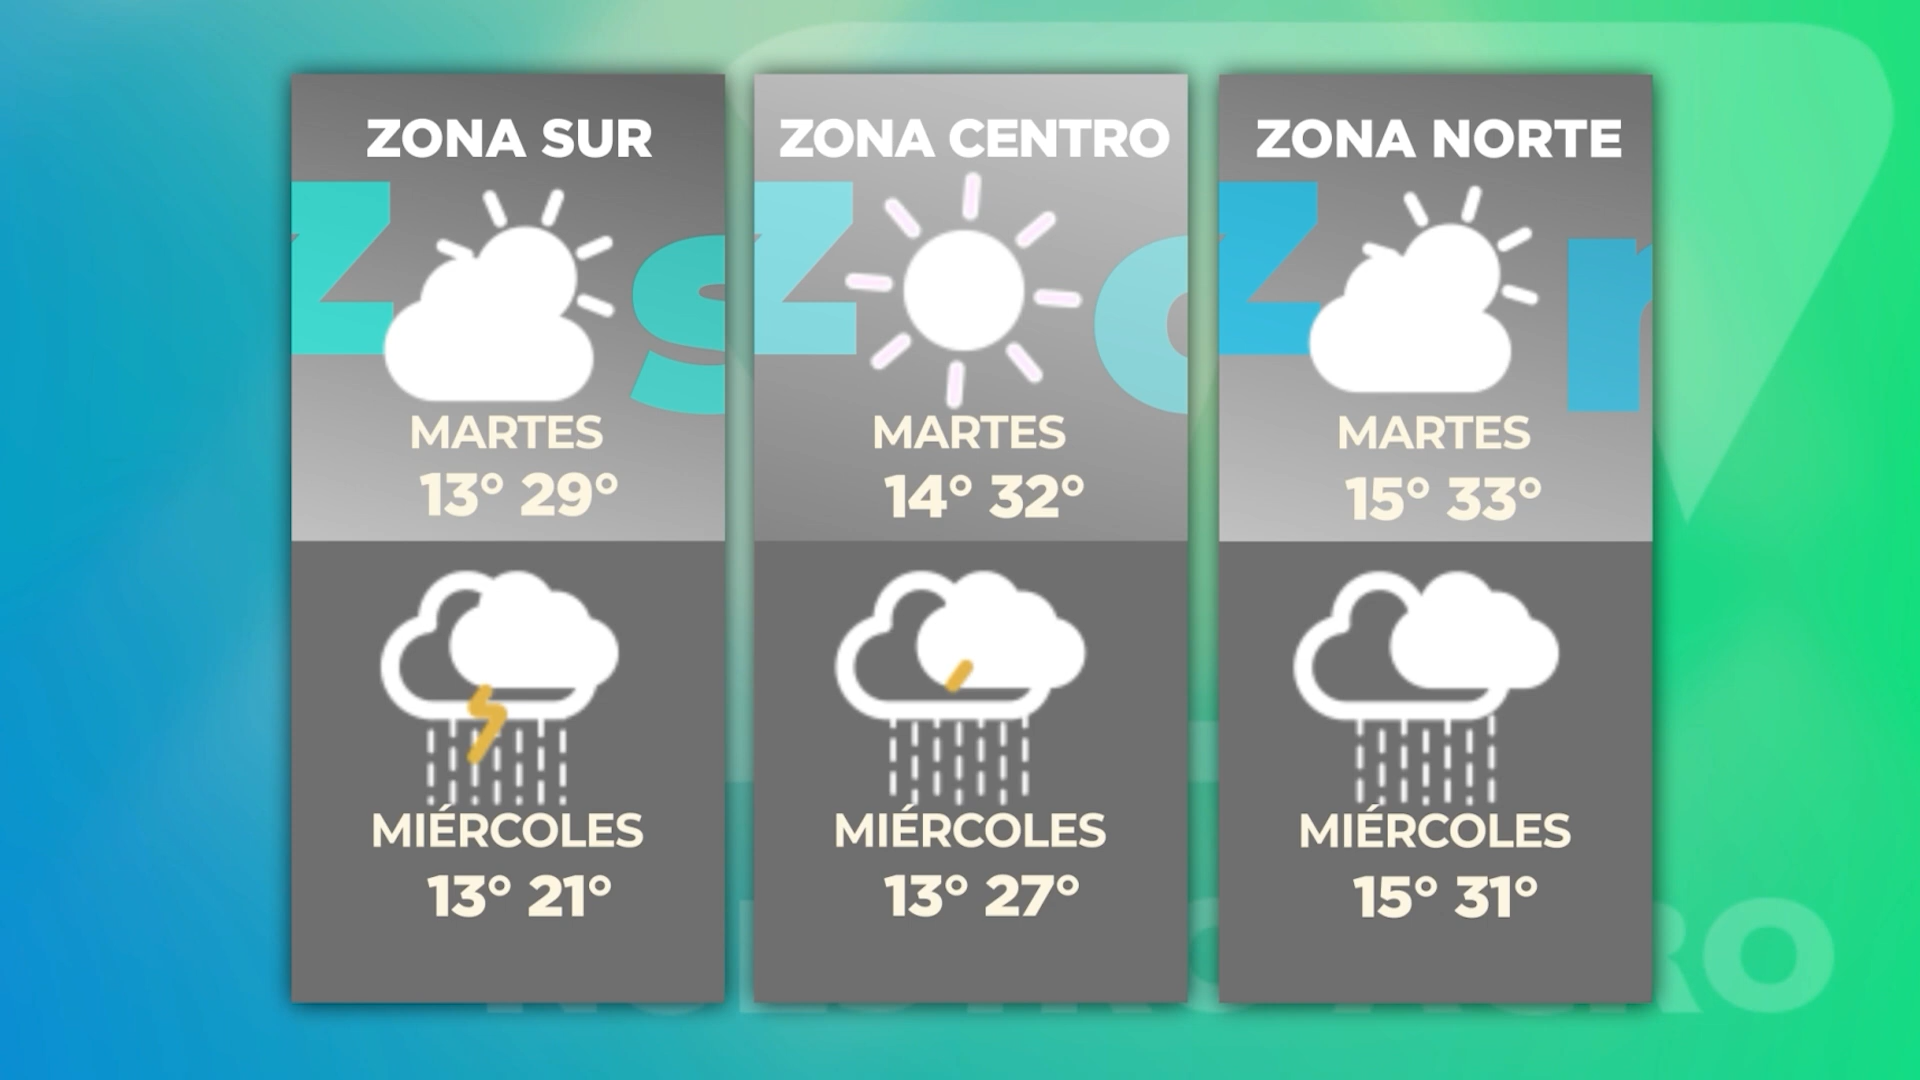 ZONA SUR
z s
MARTES
13° 29°
MIÉRCOLES
13° 21°
ZONA CENTRO
z c
MARTES
14° 32°
MIÉRCOLES
13° 27°
ZONA NORTE
z n
MARTES
15° 33°
MIÉRCOLES
15° 31°